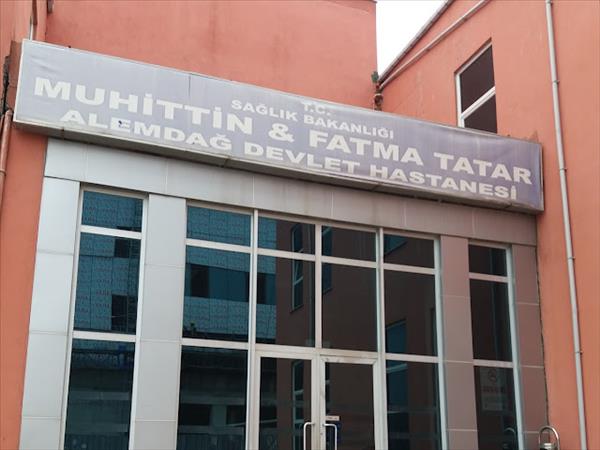 T.C.
SAĞLIK BAKANLIĞI
MUHİTTİN & FATMA TATAR
ALEMDAĞ DEVLET HASTANESİ